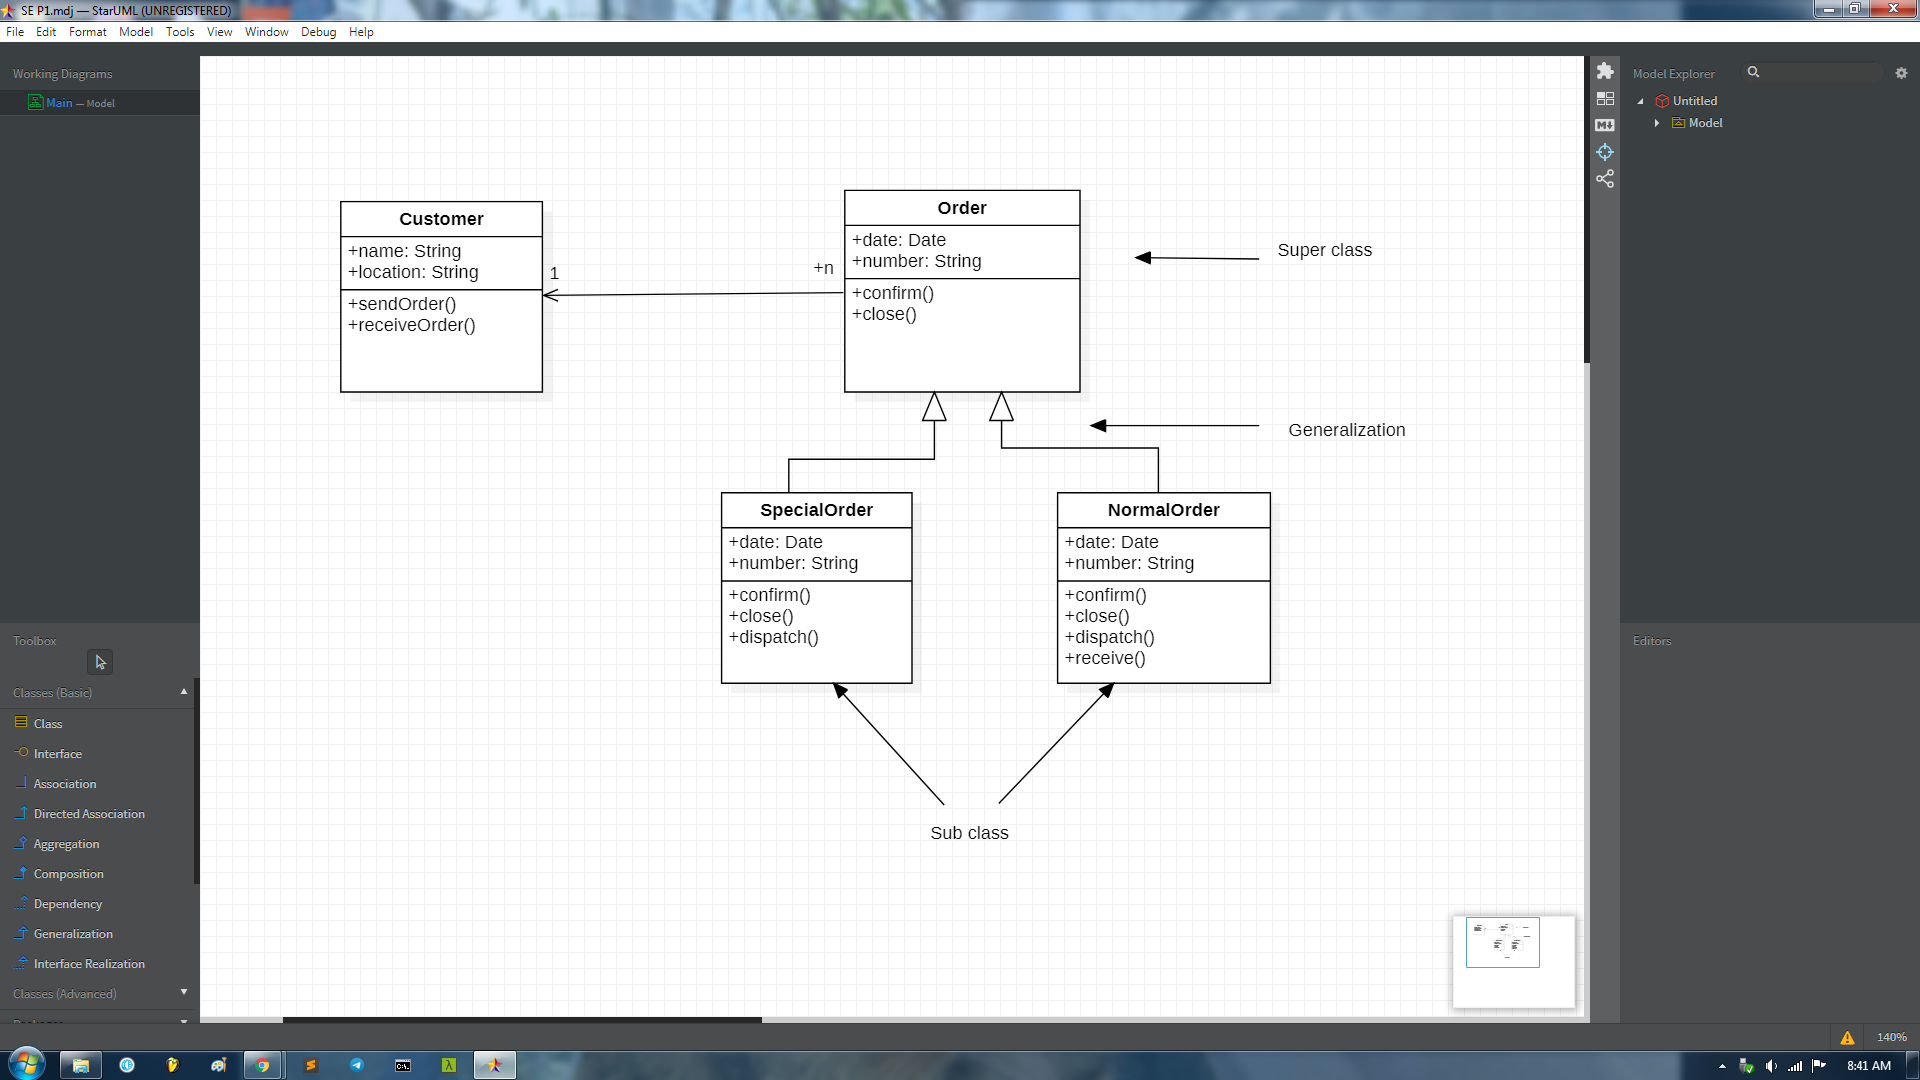 SE P1.mdj — StarUML (UNREGISTERED)
File Edit Format Model Tools View Window Debug Help
Working Diagrams
Main — Model
Toolbox
Classes (Basic)
Class
Interface
Association
Directed Association
Aggregation
Composition
Dependency
Generalization
Interface Realization
Classes (Advanced)
Customer
+name: String
+location: String
+sendOrder()
+receiveOrder()
1
+n
Order
+date: Date
+number: String
+confirm()
+close()
Super class
Generalization
SpecialOrder
+date: Date
+number: String
+confirm()
+close()
+dispatch()
NormalOrder
+date: Date
+number: String
+confirm()
+close()
+dispatch()
+receive()
Sub class
Model Explorer
Untitled
Model
Editors
140%
8:41 AM